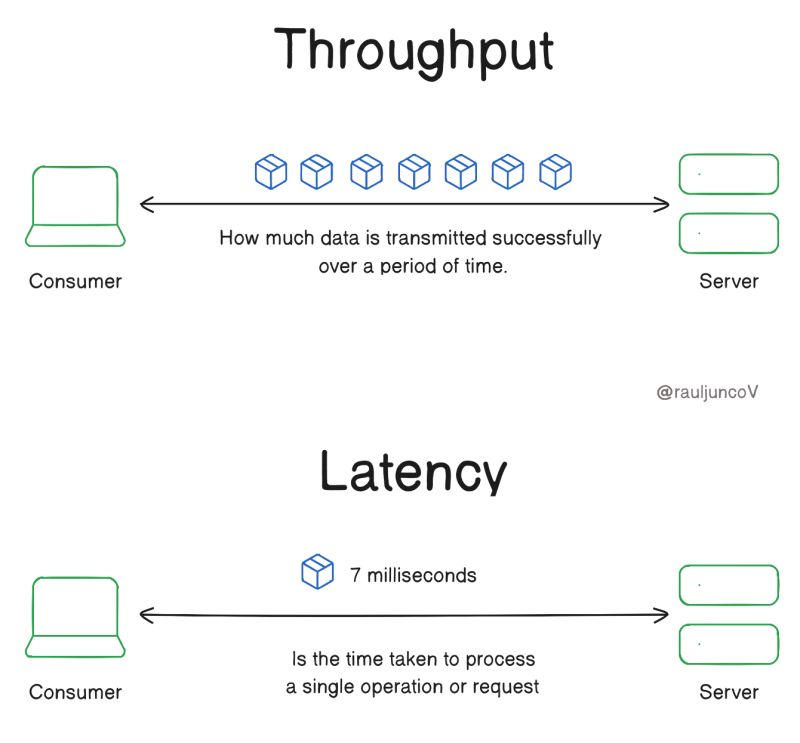 Throughput
How much data is transmitted successfully
over a period of time.
Consumer
Server
@rauljuncoV
Latency
7 milliseconds
Is the time taken to process
a single operation or request
Consumer
Server